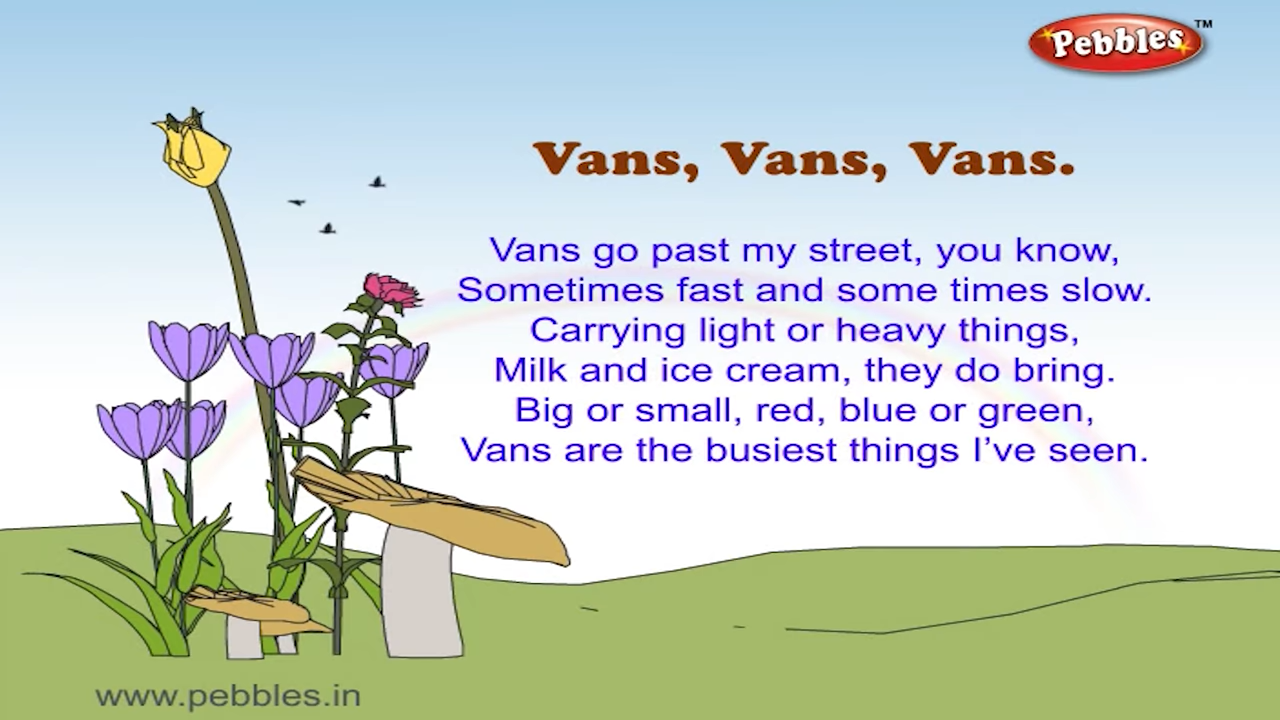 Pebbles™
Vans, Vans, Vans.
Vans go past my street, you know,
Sometimes fast and some times slow.
Carrying light or heavy things,
Milk and ice cream, they do bring.
Big or small, red, blue or green,
Vans are the busiest things I’ve seen.
www.pebbles.in